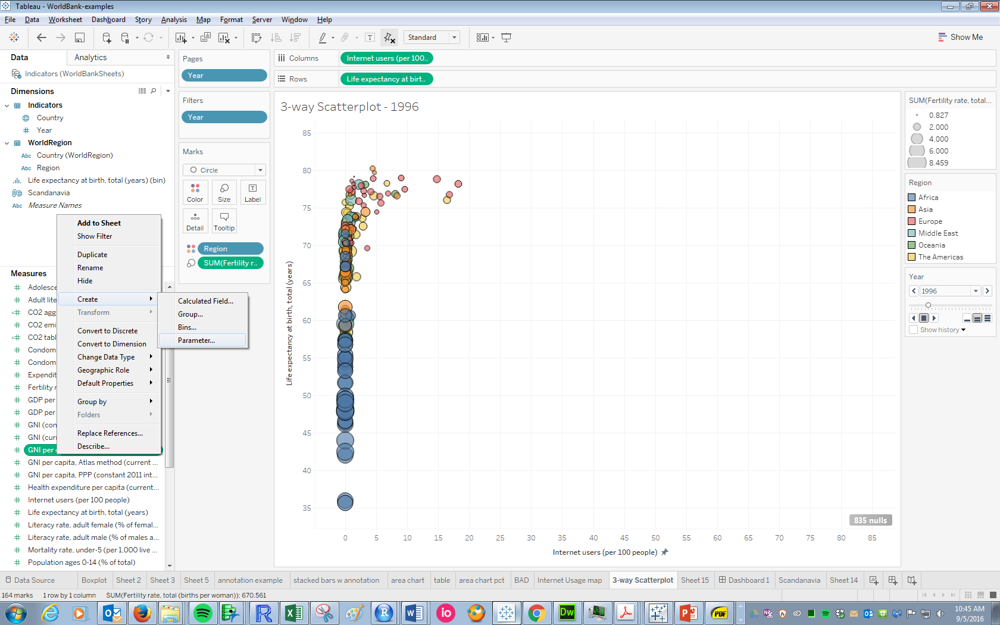 Tableau - WorldBank-examples
File Data Worksheet Dashboard Story Analysis Map Format Server Window Help
Standard
Show Me
Data
Analytics
Indicators (WorldBankSheets)
Dimensions
Indicators
Country
Year
WorldRegion
Abc Country (WorldRegion)
Abc Region
Life expectancy at birth, total (years) (bin)
Scandanavia
Abc Measure Names
Measures
Adolesce
Adult lite
CO2 agg
CO2 emi
CO2 tabl
Condom
Condom
Expendit
Fertility r
GDP per
GDP per
GNI (con
GNI (curr
GNI per
GNI per capita, Atlas method (current ...
GNI per capita, PPP (constant 2011 int...
Health expenditure per capita (current...
Internet users (per 100 people)
Life expectancy at birth, total (years)
Literacy rate, adult female (% of femal...
Literacy rate, adult male (% of males a...
Mortality rate, under-5 (per 1,000 live ...
Population ages 0-14 (% of total)
Add to Sheet
Show Filter
Duplicate
Rename
Hide
Create
Transform
Convert to Discrete
Convert to Dimension
Change Data Type
Geographic Role
Default Properties
Group by
Folders
Replace References...
Describe...
Calculated Field...
Group...
Bins...
Parameter...
Pages
Year
Filters
Year
Marks
Circle
Color Size Label
Detail Tooltip
Region
SUM(Fertility r..
Columns
Internet users (per 100..
Rows
Life expectancy at birt..
3-way Scatterplot - 1996
Life expectancy at birth, total (years)
85
80
75
70
65
60
55
50
45
40
35
835 nulls
0 5 10 15 20 25 30 35 40 45 50 55 60 65 70 75 80 85
Internet users (per 100 people)
SUM(Fertility rate, total...
0.827
2.000
4.000
6.000
8.459
Region
Africa
Asia
Europe
Middle East
Oceania
The Americas
Year
1996
Show history
Data Source Boxplot Sheet 2 Sheet 3 Sheet 5 annotation example stacked bars w annotation area chart table area chart pct BAD Internet Usage map 3-way Scatterplot Sheet 15 Dashboard 1 Scandanavia Sheet 14
164 marks 1 row by 1 column SUM(Fertility rate, total (births per woman)): 670.561
10:45 AM
9/5/2016